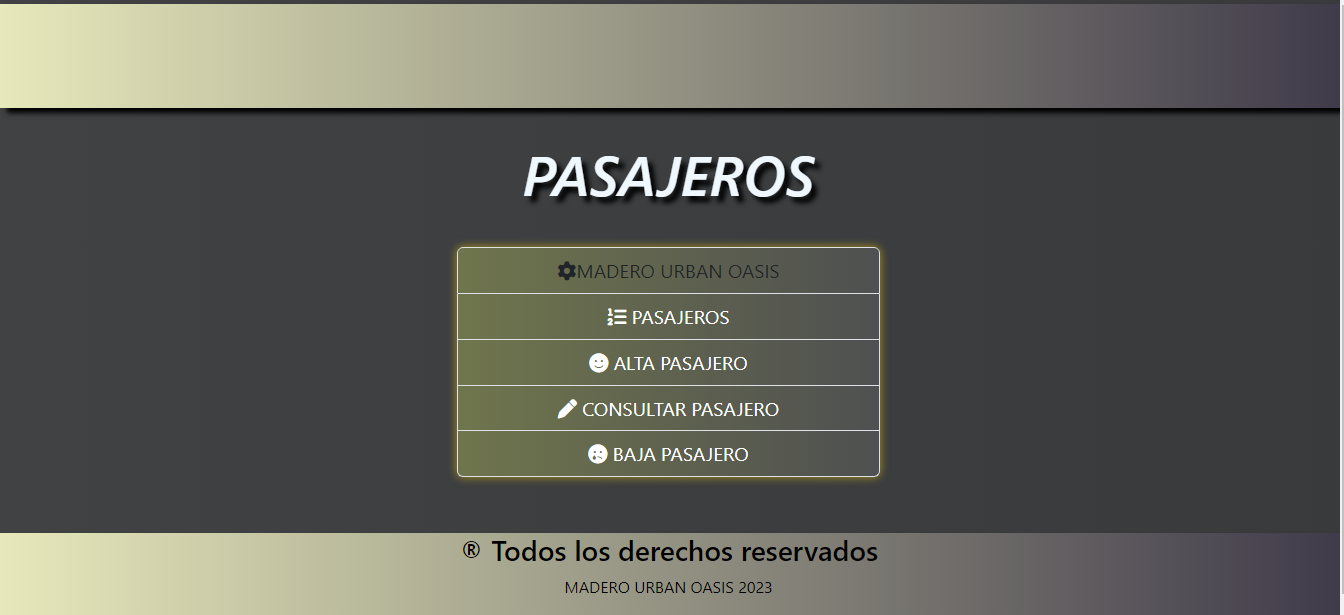 PASAJEROS
MADERO URBAN OASIS
PASAJEROS
ALTA PASAJERO
CONSULTAR PASAJERO
BAJA PASAJERO
® Todos los derechos reservados
MADERO URBAN OASIS 2023